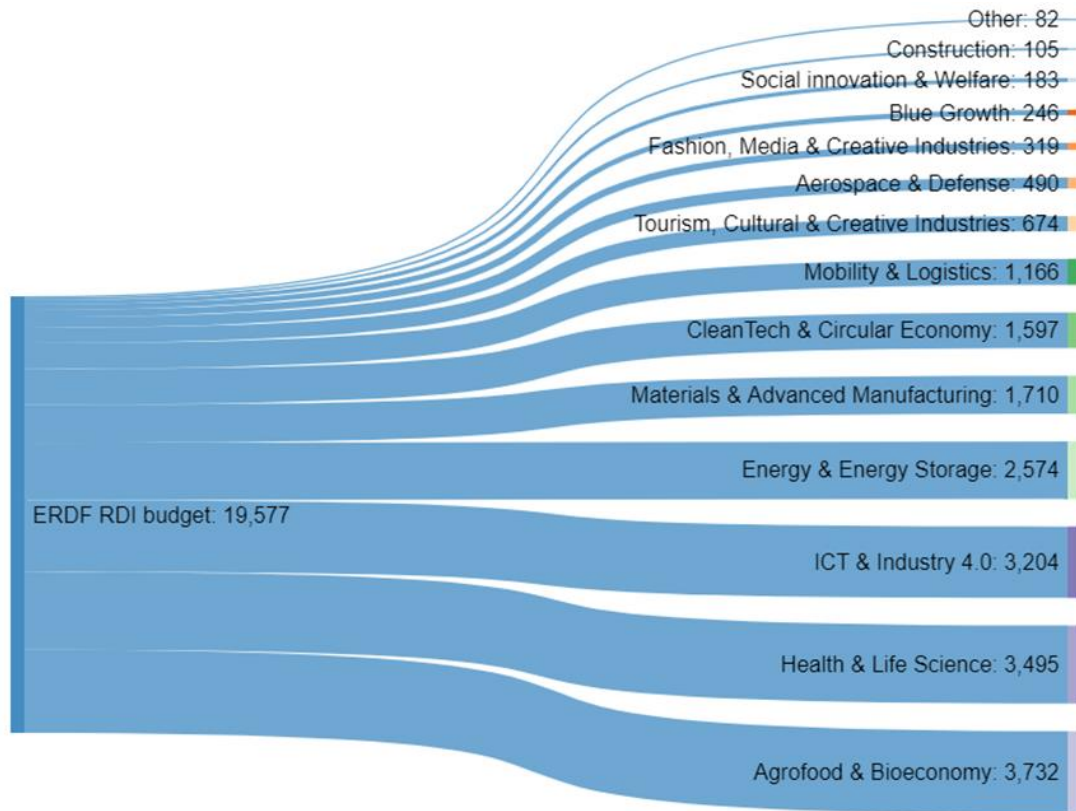 Other: 82
Construction: 105
Social innovation & Welfare: 183
Blue Growth: 246
Fashion, Media & Creative Industries: 319
Aerospace & Defense: 490
Tourism, Cultural & Creative Industries: 674
Mobility & Logistics: 1,166
CleanTech & Circular Economy: 1,597
Materials & Advanced Manufacturing: 1,710
Energy & Energy Storage: 2,574
ERDF RDI budget: 19,577
ICT & Industry 4.0: 3,204
Health & Life Science: 3,495
Agrofood & Bioeconomy: 3,732